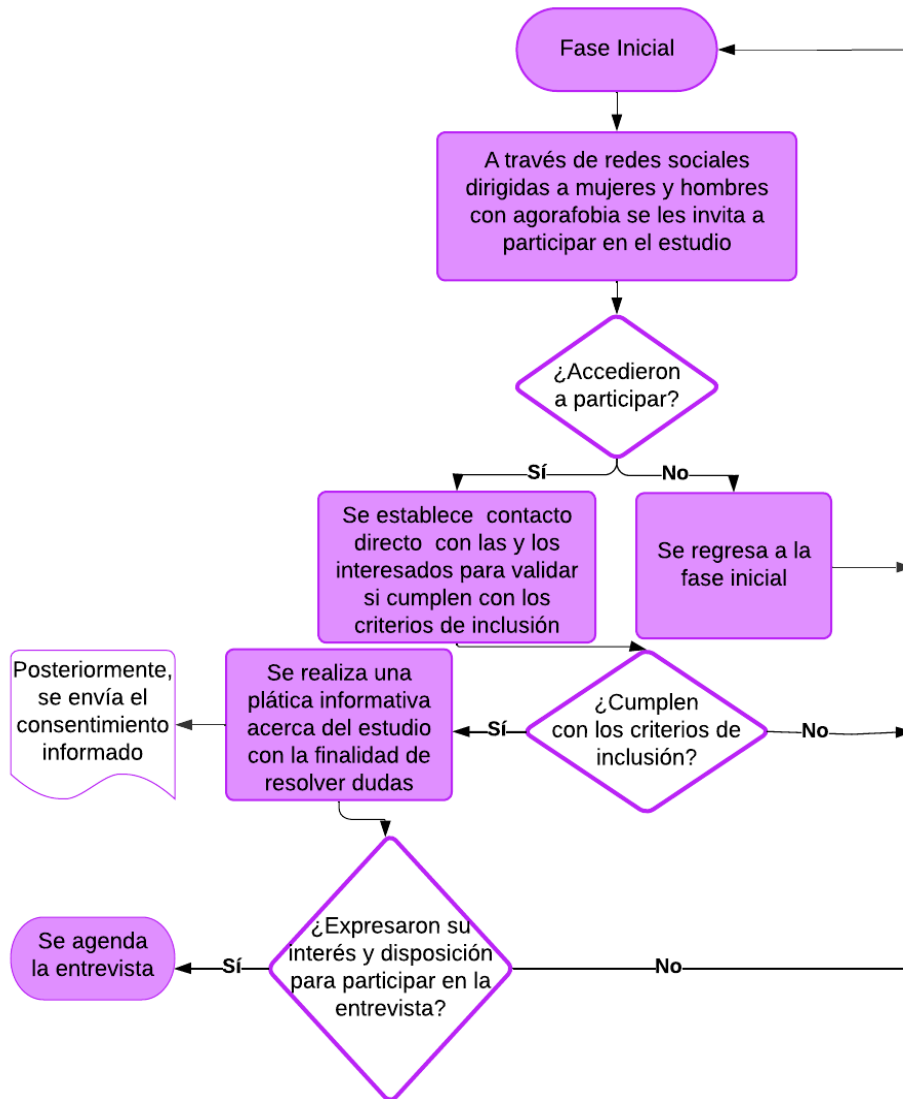 Fase Inicial
A través de redes sociales
dirigidas a mujeres y hombres
con agorafobia se les invita a
participar en el estudio
¿Accedieron
a participar?
Sí
No
Se establece contacto
directo con las y los
interesados para validar
si cumplen con los
criterios de inclusión
Se regresa a la
fase inicial
Posteriormente,
se envía el
consentimiento
informado
Se realiza una
plática informativa
acerca del estudio
con la finalidad de
resolver dudas
Sí
¿Cumplen
con los criterios de
inclusión?
No
Se agenda
la entrevista
Sí
¿Expresaron su
interés y disposición
para participar en la
entrevista?
No